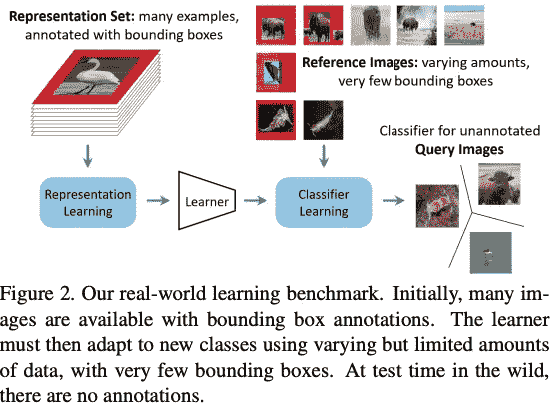 Representation Set: many examples,
annotated with bounding boxes
Reference Images: varying amounts,
very few bounding boxes
Classifier for unannotated
Query Images
Representation
Learning
Learner
Classifier
Learning
Figure 2. Our real-world learning benchmark. Initially, many im-
ages are available with bounding box annotations. The learner
must then adapt to new classes using varying but limited amounts
of data, with very few bounding boxes. At test time in the wild,
there are no annotations.